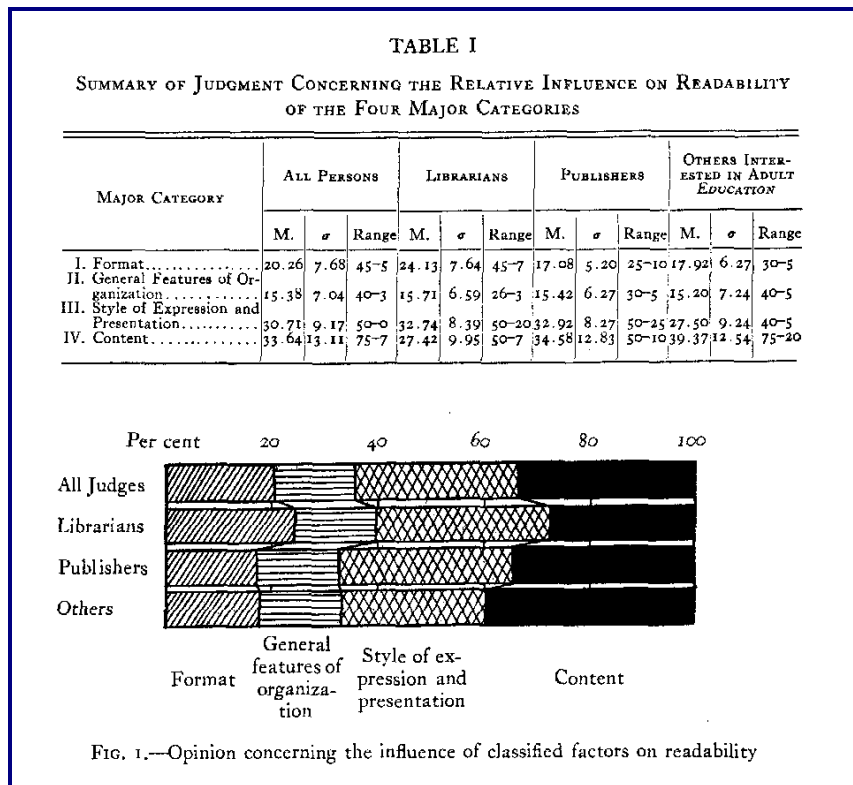 TABLE I
SUMMARY OF JUDGMENT CONCERNING THE RELATIVE INFLUENCE ON READABILITY
OF THE FOUR MAJOR CATEGORIES
MAJOR CATEGORY ALL PERSONS LIBRARIANS PUBLISHERS OTHERS INTER-
ESTED IN ADULT
EDUCATION
M. σ Range M. σ Range M. σ Range M. σ Range
I. Format.............. 20.26 7.68 45-5 24.13 7.64 45-7 17.08 5.20 25-10 17.92 6.27 30-5
II. General Features of Or-
ganization............ 15.38 7.04 40-3 15.71 6.59 26-3 15.42 6.27 30-5 15.20 7.24 40-5
III. Style of Expression and
Presentation.......... 30.71 9.17 50-0 32.74 8.39 50-20 32.92 8.27 50-25 27.50 9.24 40-5
IV. Content.............. 33.64 13.11 75-7 27.42 9.95 50-7 34.58 12.83 50-10 39.37 12.54 75-20
Per cent 20 40 60 80 100
All Judges
Librarians
Publishers
Others
Format
General
features of
organiza-
tion
Style of ex-
pression and
presentation
Content
FIG. 1.—Opinion concerning the influence of classified factors on readability